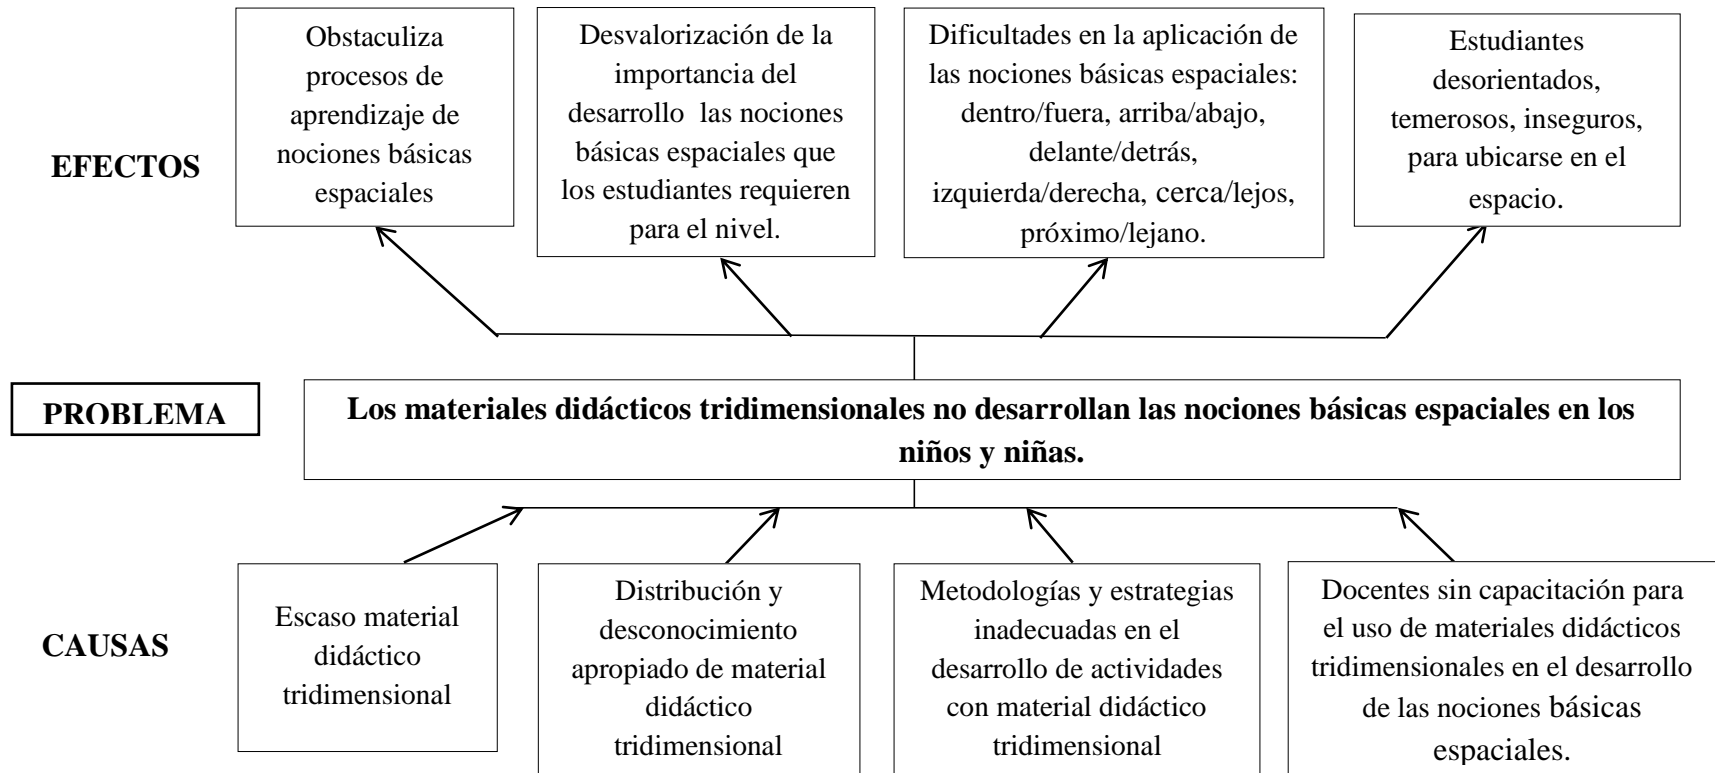 Obstaculiza
procesos de
aprendizaje de
nociones básicas
espaciales
Desvalorización de la
importancia del
desarrollo las nociones
básicas espaciales que
los estudiantes requieren
para el nivel.
Dificultades en la aplicación de
las nociones básicas espaciales:
dentro/fuera, arriba/abajo,
delante/detrás,
izquierda/derecha, cerca/lejos,
próximo/lejano.
Estudiantes
desorientados,
temerosos, inseguros,
para ubicarse en el
espacio.
EFECTOS
PROBLEMA
Los materiales didácticos tridimensionales no desarrollan las nociones básicas espaciales en los
niños y niñas.
CAUSAS
Escaso material
didáctico
tridimensional
Distribución y
desconocimiento
apropiado de material
didáctico
tridimensional
Metodologías y estrategias
inadecuadas en el
desarrollo de actividades
con material didáctico
tridimensional
Docentes sin capacitación para
el uso de materiales didácticos
tridimensionales en el desarrollo
de las nociones básicas
espaciales.